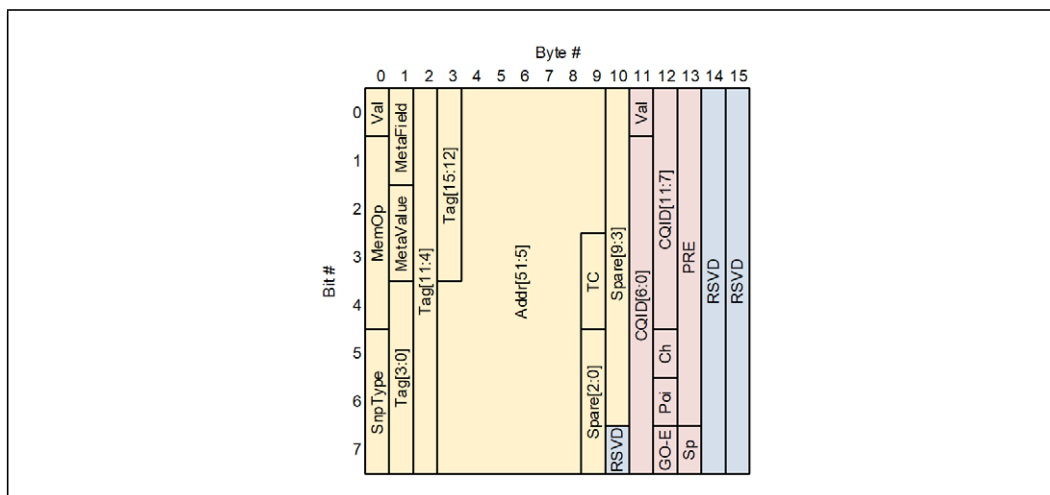 Byte #
0 1 2 3 4 5 6 7 8 9 10 11 12 13 14 15
Bit #
0
1
2
3
4
5
6
7
Val
MemOp
SnpType
MetaField
MetaValue
Tag[3:0]
Tag[11:4]
Tag[15:12]
Addr[51:5]
TC
Spare[2:0]
Spare[9:3]
RSVD
Val
CQID[6:0]
CQID[11:7]
Ch
Poi
GO-E
PRE
Sp
RSVD
RSVD